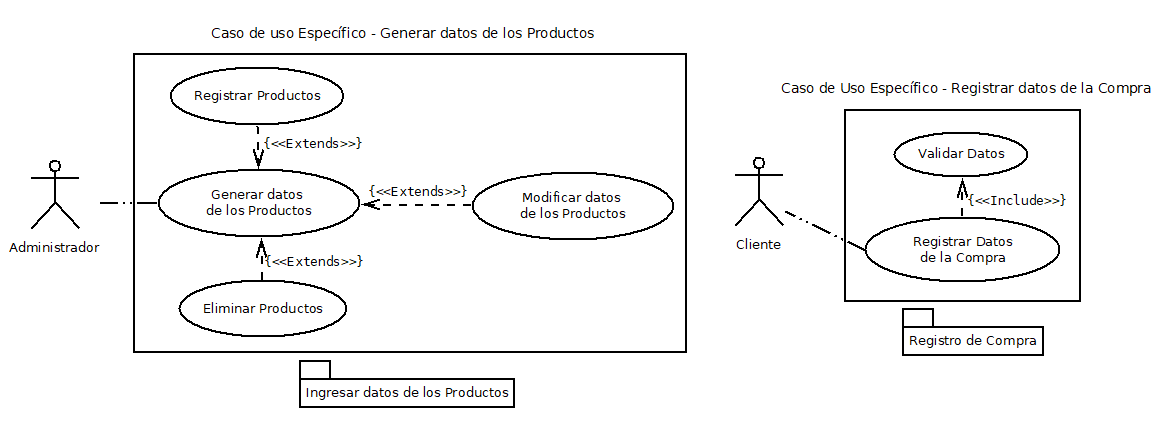 Caso de uso Específico - Generar datos de los Productos
Registrar Productos
{<<Extends>>}
Generar datos
de los Productos
{<<Extends>>}
Modificar datos
de los Productos
{<<Extends>>}
Eliminar Productos
Administrador
Ingresar datos de los Productos
Caso de Uso Específico - Registrar datos de la Compra
Validar Datos
{<<Include>>}
Registrar Datos
de la Compra
Cliente
Registro de Compra